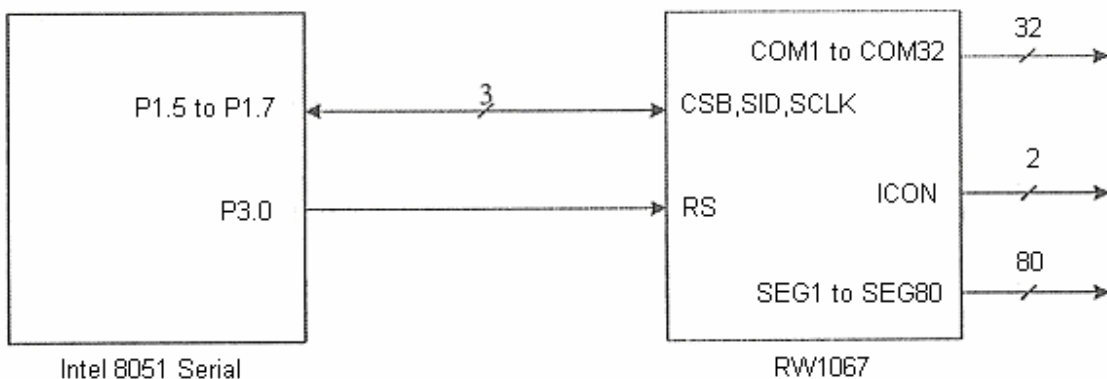 32
COM1 to COM32
P1.5 to P1.7
3
CSB,SID,SCLK
2
ICON
P3.0
RS
80
SEG1 to SEG80
Intel 8051 Serial
RW1067